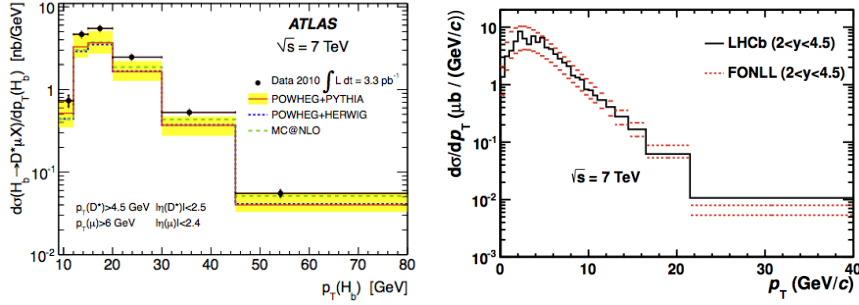 dσ(H_b→D*μX)/dp_T(H_b) [nb/GeV]
10
1
10⁻¹
10⁻²
ATLAS
√s = 7 TeV
Data 2010 ∫L dt = 3.3 pb⁻¹
POWHEG+PYTHIA
POWHEG+HERWIG
MC@NLO
p_T(D*)>4.5 GeV |η(D*)|<2.5
p_T(μ)>6 GeV |η(μ)|<2.4
10 20 30 40 50 60 70 80
p_T(H_b) [GeV]
dσ/dp_T (μb / (GeV/c))
10
1
10⁻¹
10⁻²
10⁻³
LHCb (2<y<4.5)
FONLL (2<y<4.5)
√s = 7 TeV
0 10 20 30 40
p_T (GeV/c)